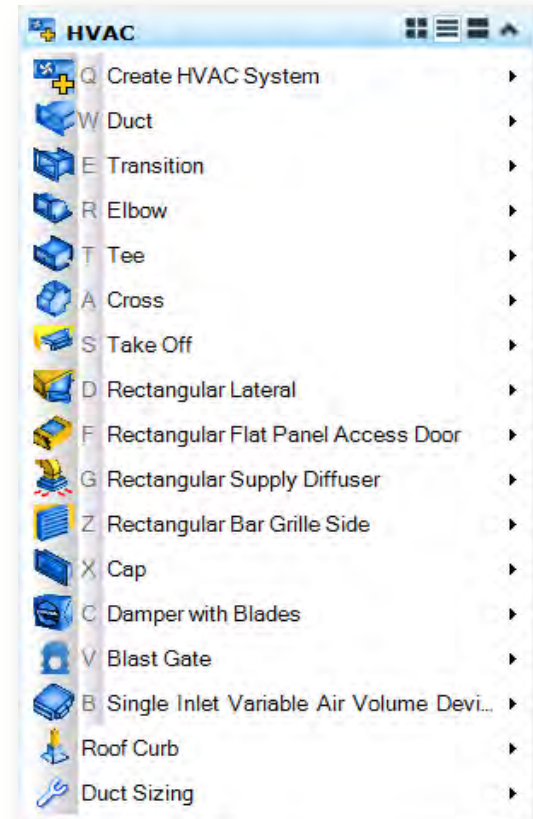 HVAC
Q Create HVAC System
W Duct
E Transition
R Elbow
T Tee
A Cross
S Take Off
D Rectangular Lateral
F Rectangular Flat Panel Access Door
G Rectangular Supply Diffuser
Z Rectangular Bar Grille Side
X Cap
C Damper with Blades
V Blast Gate
B Single Inlet Variable Air Volume Devi...
Roof Curb
Duct Sizing